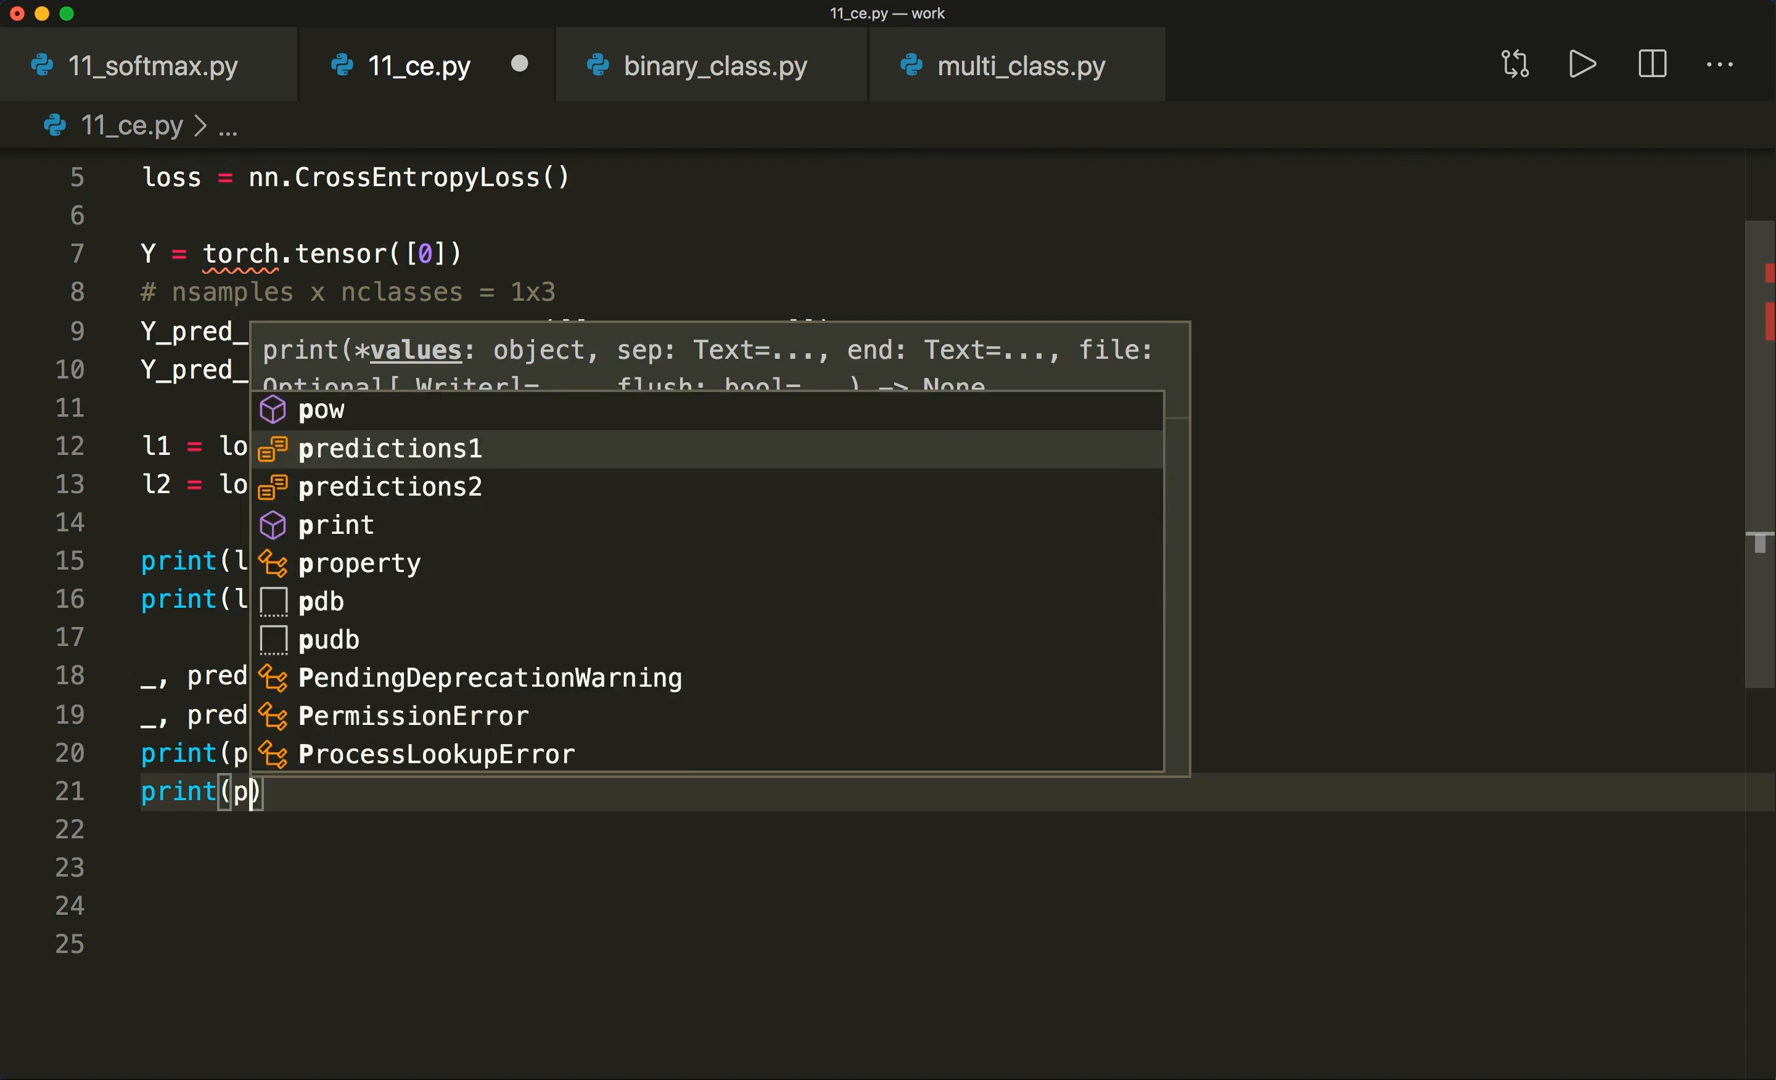 11_ce.py — work
11_softmax.py
11_ce.py
binary_class.py
multi_class.py
11_ce.py > ...
5 loss = nn.CrossEntropyLoss()
6
7 Y = torch.tensor([0])
8 # nsamples x nclasses = 1x3
9 Y_pred_
print(*values: object, sep: Text=..., end: Text=..., file:
10 Y_pred_
Optional[_Writer]=..., flush: bool=...) -> None
11
pow
12 l1 = lo
predictions1
13 l2 = lo
predictions2
14
print
15 print(l
property
16 print(l
pdb
17
pudb
18 _, pred
PendingDeprecationWarning
19 _, pred
PermissionError
20 print(p
ProcessLookupError
21 print(p)
22
23
24
25